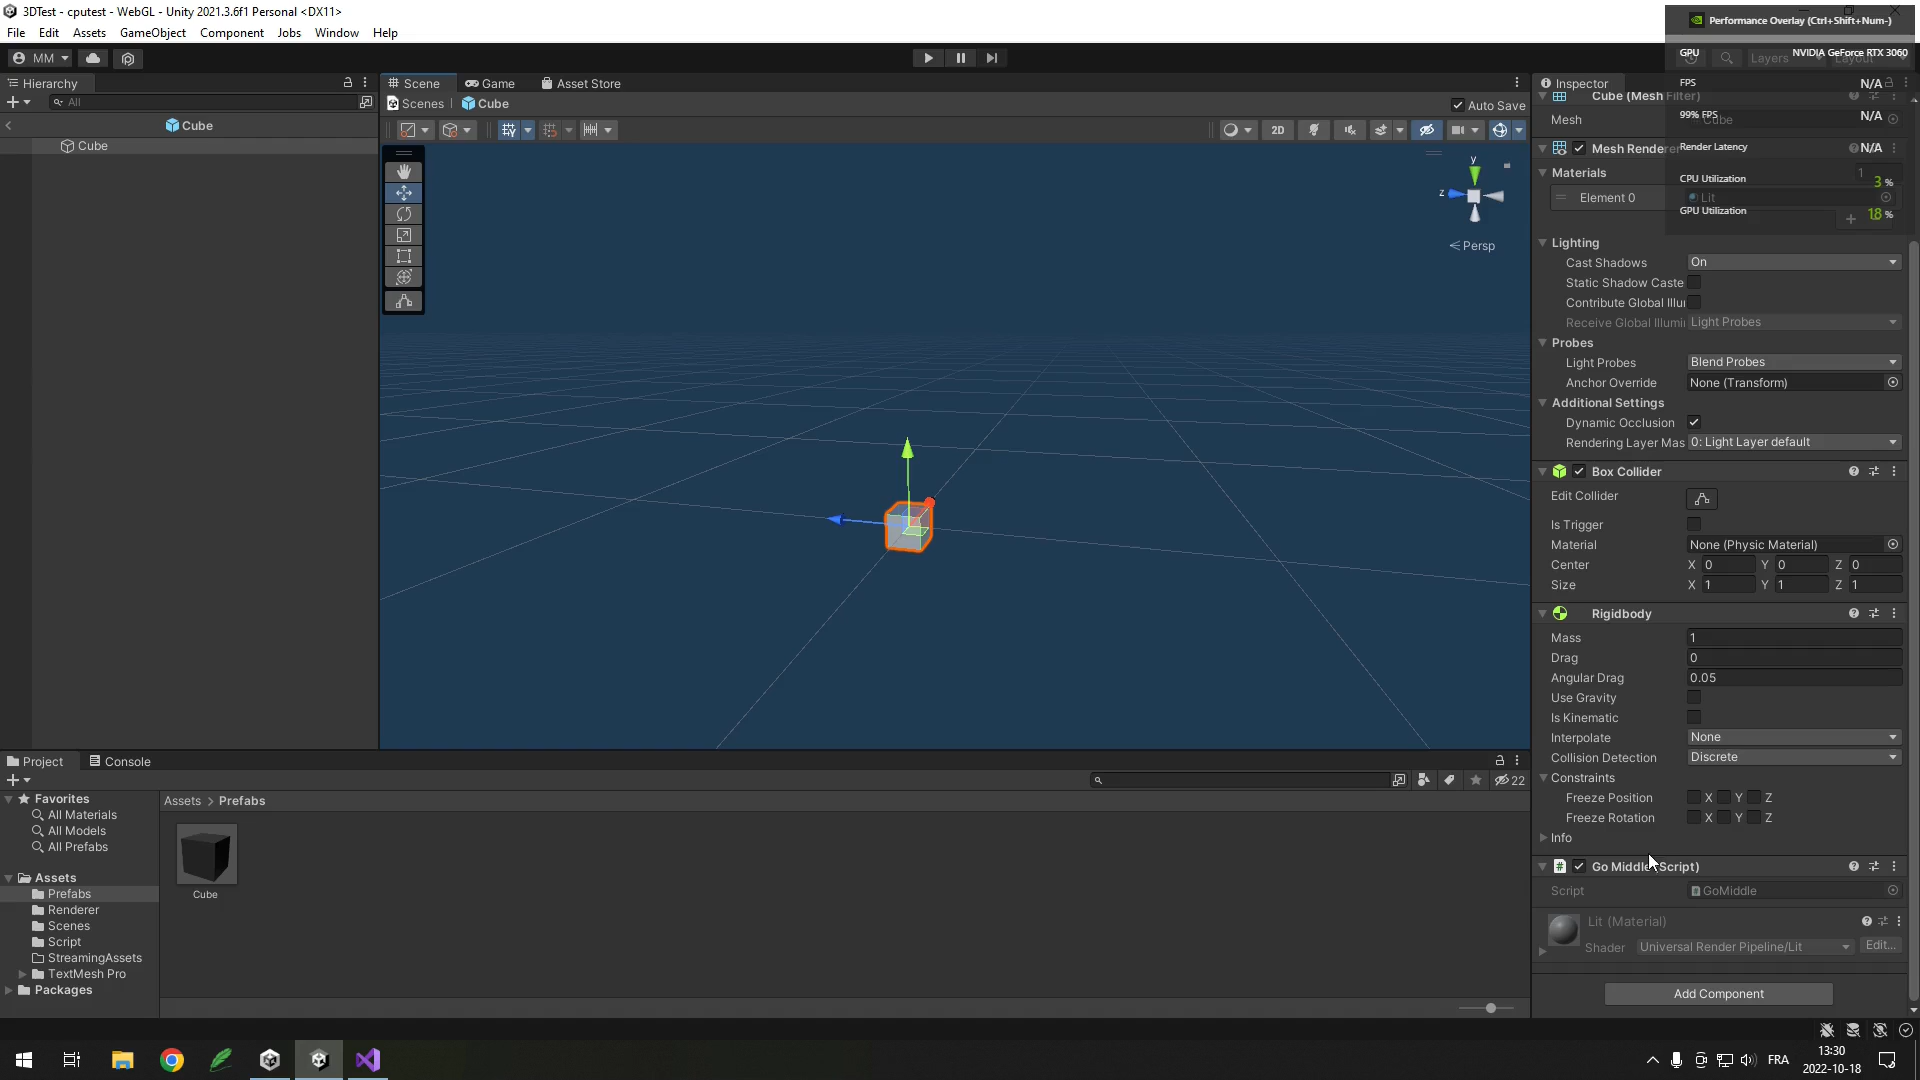 3DTest - cputest - WebGL - Unity 2021.3.6f1 Personal <DX11>
File Edit Assets GameObject Component Jobs Window Help
Performance Overlay (Ctrl+Shift+Num-)
MM
Layers Layout
GPU NVIDIA GeForce RTX 3060
Hierarchy
Scene Game Asset Store
Inspector
FPS N/A
All
Scenes Cube
Auto Save
Cube (Mesh Filter)
Mesh Cube
99% FPS N/A
Cube
2D
Cube
Mesh Rendere
Render Latency N/A
y
z
Persp
Materials 1
CPU Utilization 3 %
Element 0 Lit
GPU Utilization 18 %
Lighting
Cast Shadows On
Static Shadow Caste
Contribute Global Illu
Receive Global Illumi Light Probes
Probes
Light Probes Blend Probes
Anchor Override None (Transform)
Additional Settings
Dynamic Occlusion
Rendering Layer Mas 0: Light Layer default
Box Collider
Edit Collider
Is Trigger
Material None (Physic Material)
Center X 0 Y 0 Z 0
Size X 1 Y 1 Z 1
Rigidbody
Mass 1
Drag 0
Angular Drag 0.05
Use Gravity
Is Kinematic
Interpolate None
Collision Detection Discrete
Constraints
Freeze Position X Y Z
Freeze Rotation X Y Z
Info
Go Middle (Script)
Script GoMiddle
Lit (Material)
Shader Universal Render Pipeline/Lit Edit...
Add Component
Project Console
22
Favorites
All Materials
All Models
All Prefabs
Assets
Prefabs
Renderer
Scenes
Script
StreamingAssets
TextMesh Pro
Packages
Assets > Prefabs
Cube
FRA
13:30
2022-10-18